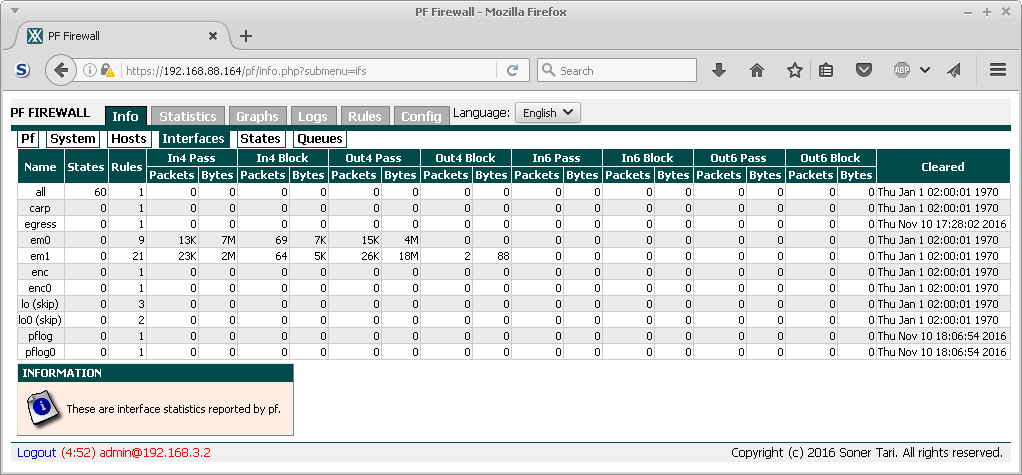 PF Firewall - Mozilla Firefox
PF Firewall
https://192.168.88.164/pf/info.php?submenu=ifs
Search
ABP
PF FIREWALL Info Statistics Graphs Logs Rules Config Language: English
Pf System Hosts Interfaces States Queues
Name States Rules In4 Pass In4 Block Out4 Pass Out4 Block In6 Pass In6 Block Out6 Pass Out6 Block Cleared
Packets Bytes Packets Bytes Packets Bytes Packets Bytes Packets Bytes Packets Bytes Packets Bytes Packets Bytes
all 60 1 0 0 0 0 0 0 0 0 0 0 0 0 0 0 0 0 Thu Jan 1 02:00:01 1970
carp 0 1 0 0 0 0 0 0 0 0 0 0 0 0 0 0 0 0 Thu Jan 1 02:00:01 1970
egress 0 1 0 0 0 0 0 0 0 0 0 0 0 0 0 0 0 0 Thu Nov 10 17:28:02 2016
em0 0 9 13K 7M 69 7K 15K 4M 0 0 0 0 0 0 0 0 0 0 Thu Jan 1 02:00:01 1970
em1 0 21 23K 2M 64 5K 26K 18M 2 88 0 0 0 0 0 0 0 0 Thu Jan 1 02:00:01 1970
enc 0 1 0 0 0 0 0 0 0 0 0 0 0 0 0 0 0 0 Thu Jan 1 02:00:01 1970
enc0 0 1 0 0 0 0 0 0 0 0 0 0 0 0 0 0 0 0 Thu Jan 1 02:00:01 1970
lo (skip) 0 3 0 0 0 0 0 0 0 0 0 0 0 0 0 0 0 0 Thu Jan 1 02:00:01 1970
lo0 (skip) 0 2 0 0 0 0 0 0 0 0 0 0 0 0 0 0 0 0 Thu Jan 1 02:00:01 1970
pflog 0 1 0 0 0 0 0 0 0 0 0 0 0 0 0 0 0 0 Thu Nov 10 18:06:54 2016
pflog0 0 1 0 0 0 0 0 0 0 0 0 0 0 0 0 0 0 0 Thu Nov 10 18:06:54 2016
INFORMATION
These are interface statistics reported by pf.
Logout (4:52) admin@192.168.3.2 Copyright (c) 2016 Soner Tari. All rights reserved.